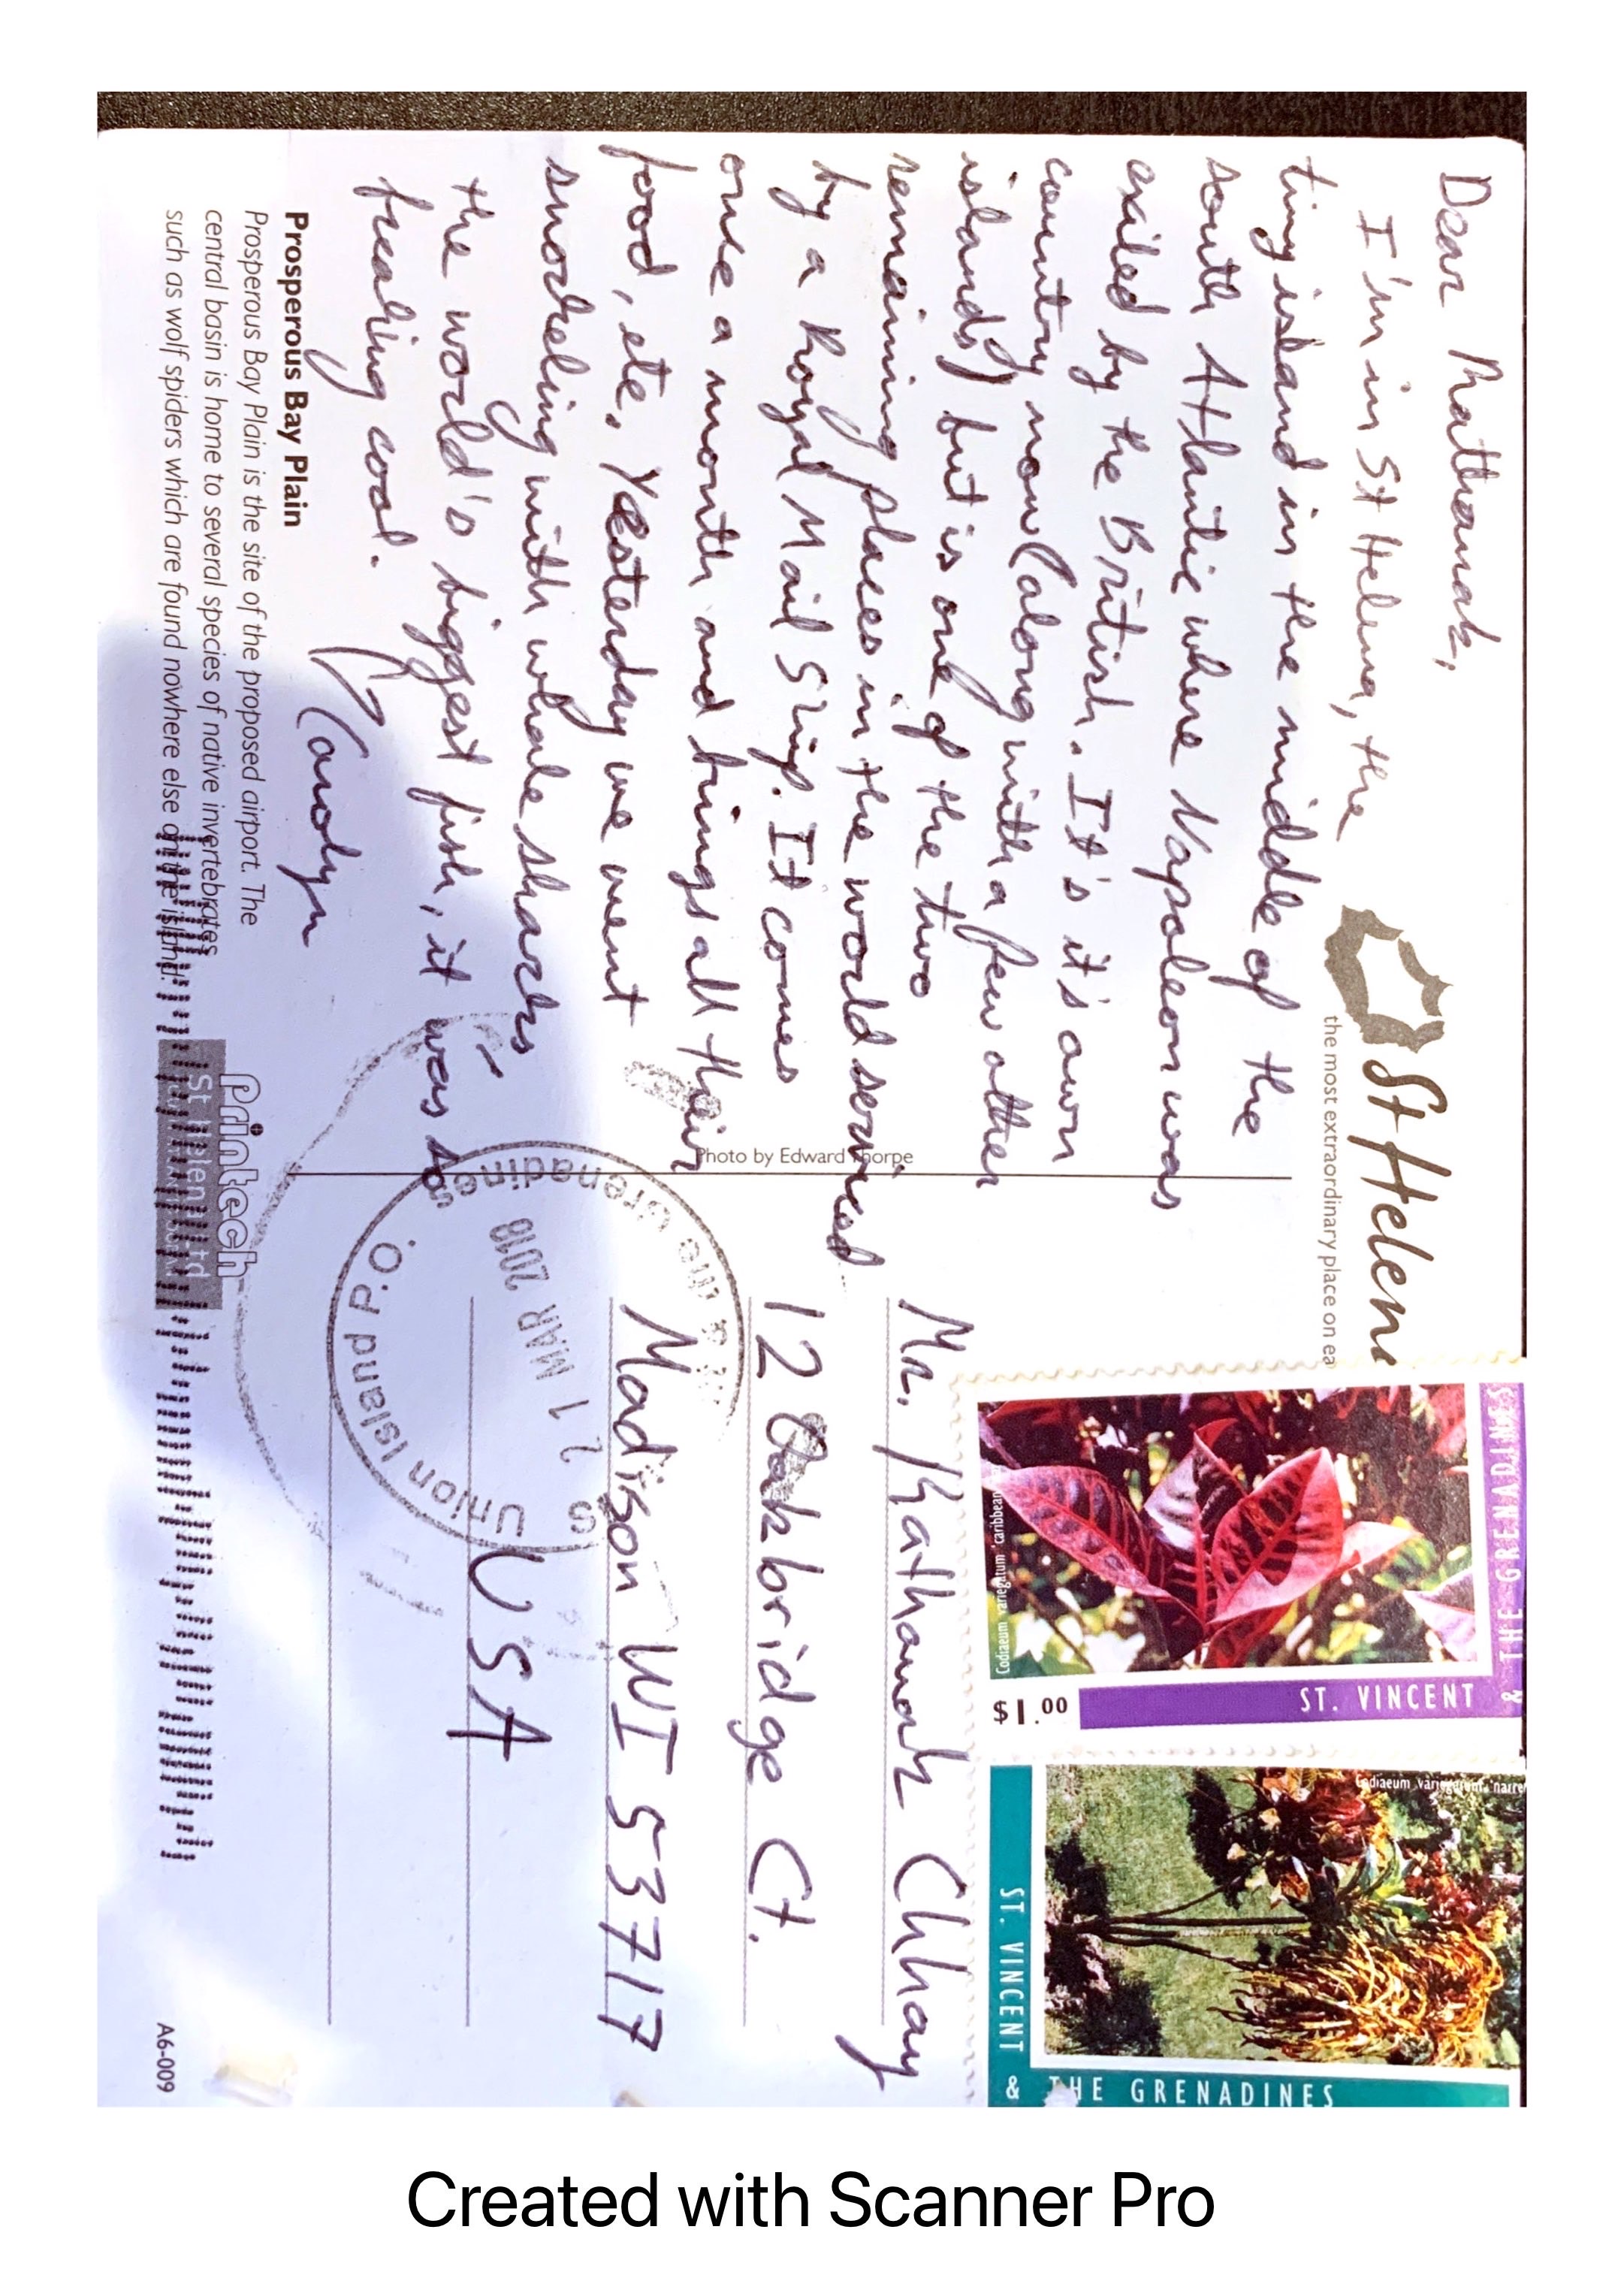 Dear Kathanak,
I'm in St Helena, the
tiny island in the middle of the
south Atlantic where Napoleon was
exiled by the British. It's it's own
country now (along with a few other
islands) but is one of the two
remaining places in the world serviced
by a Royal Mail Ship. It comes
once a month and brings all their
food, etc. Yesterday we went
snorkeling with whale sharks -
the world's biggest fish, it was so
freaking cool.
Carolyn
Prosperous Bay Plain
Prosperous Bay Plain is the site of the proposed airport. The
central basin is home to several species of native invertebrates
such as wolf spiders which are found nowhere else on the island.
St Helena
the most extraordinary place on ea
Photo by Edward Thorpe
Printech
St Helena Ltd
ST. VINCENT & THE GRENADINES
Codiaeum variegatum 'caribbean
$1.00
Codiaeum variegatum 'narre
ST. VINCENT & THE GRENADINES
Mr. Kathanak Chhay
12 Oakbridge Ct.
Madison WI 53717
USA
Grenadines
21 MAR 2018
Union Island P.O.
A6-009
Created with Scanner Pro